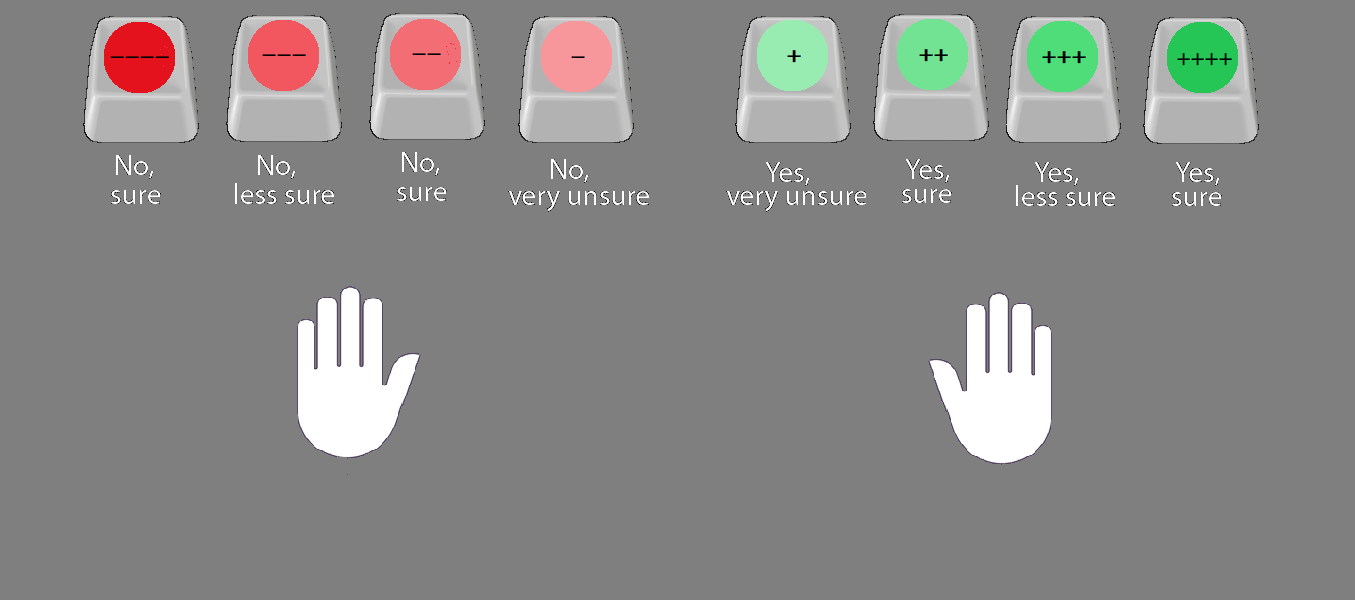 −−−− −−− −− − + ++ +++ ++++
No, No, No, No, Yes, Yes, Yes, Yes,
sure less sure sure very unsure very unsure sure less sure sure